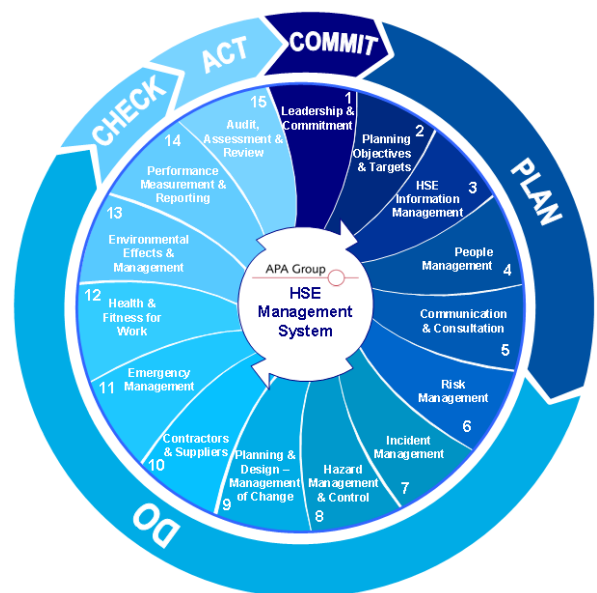 COMMIT
PLAN
DO
CHECK
ACT
1
Leadership &
Commitment
2
Planning
Objectives
& Targets
3
HSE
Information
Management
People
Management
4
Communication
& Consultation
5
Risk
Management
6
Incident
Management
7
Hazard
Management
& Control
8
Planning &
Design –
Management
of Change
9
Contractors
& Suppliers
10
Emergency
Management
11
12
Health &
Fitness for
Work
13
Environmental
Effects &
Management
14
Performance
Measurement &
Reporting
15
Audit,
Assessment &
Review
APA Group
HSE
Management
System